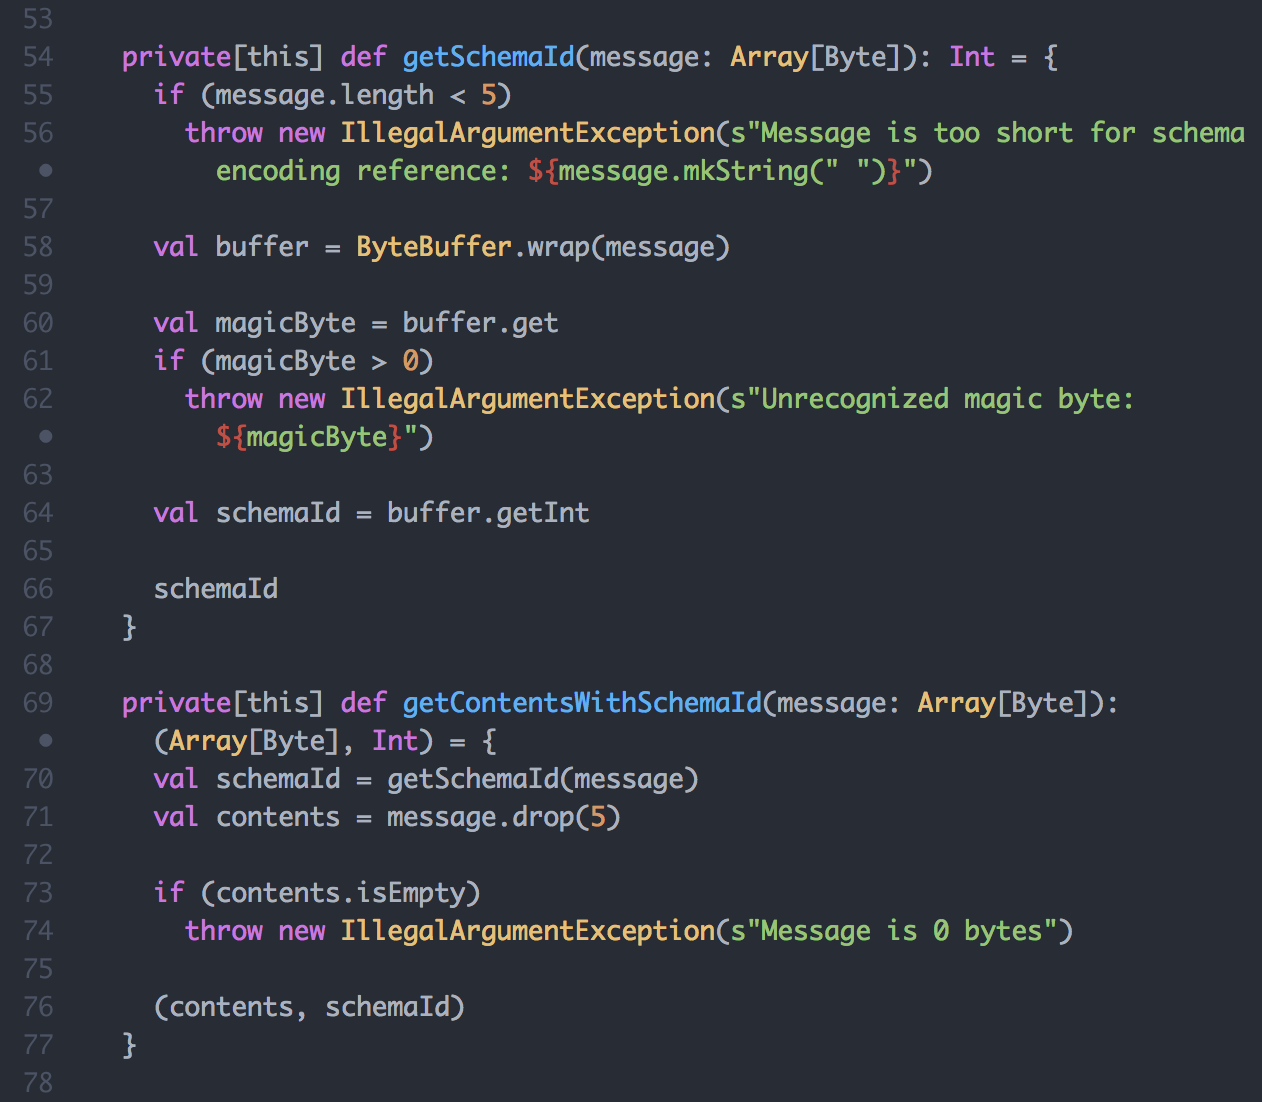 53
54 private[this] def getSchemaId(message: Array[Byte]): Int = {
55 if (message.length < 5)
56 throw new IllegalArgumentException(s"Message is too short for schema
• encoding reference: ${message.mkString(" ")}")
57
58 val buffer = ByteBuffer.wrap(message)
59
60 val magicByte = buffer.get
61 if (magicByte > 0)
62 throw new IllegalArgumentException(s"Unrecognized magic byte:
• ${magicByte}")
63
64 val schemaId = buffer.getInt
65
66 schemaId
67 }
68
69 private[this] def getContentsWithSchemaId(message: Array[Byte]):
• (Array[Byte], Int) = {
70 val schemaId = getSchemaId(message)
71 val contents = message.drop(5)
72
73 if (contents.isEmpty)
74 throw new IllegalArgumentException(s"Message is 0 bytes")
75
76 (contents, schemaId)
77 }
78